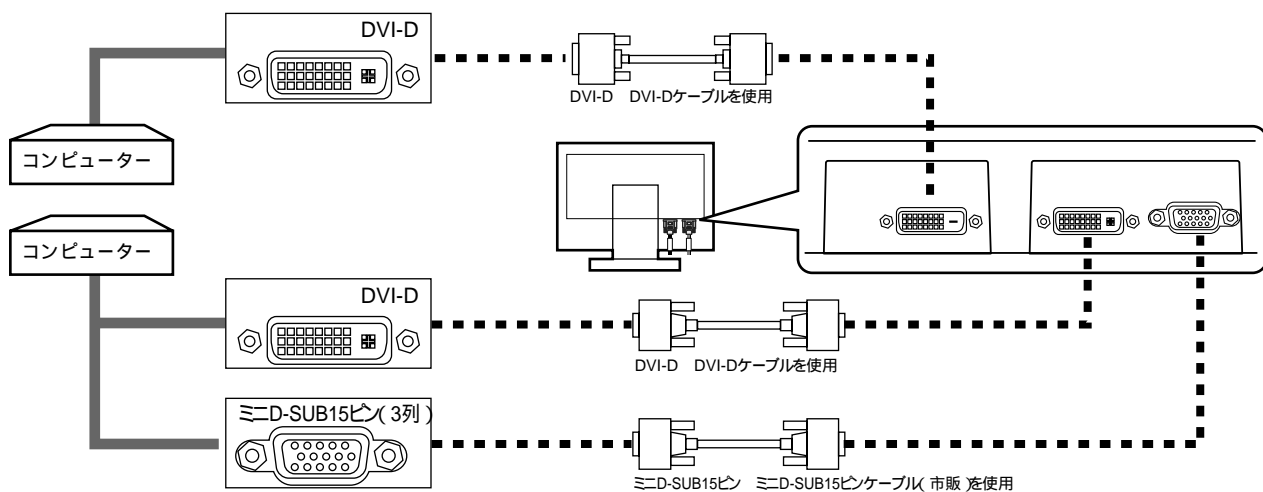 DVI-D
DVI-D DVI-Dケーブルを使用
コンピューター
コンピューター
DVI-D
DVI-D DVI-Dケーブルを使用
ミニD-SUB15ピン(3列)
ミニD-SUB15ピン ミニD-SUB15ピンケーブル(市販)を使用